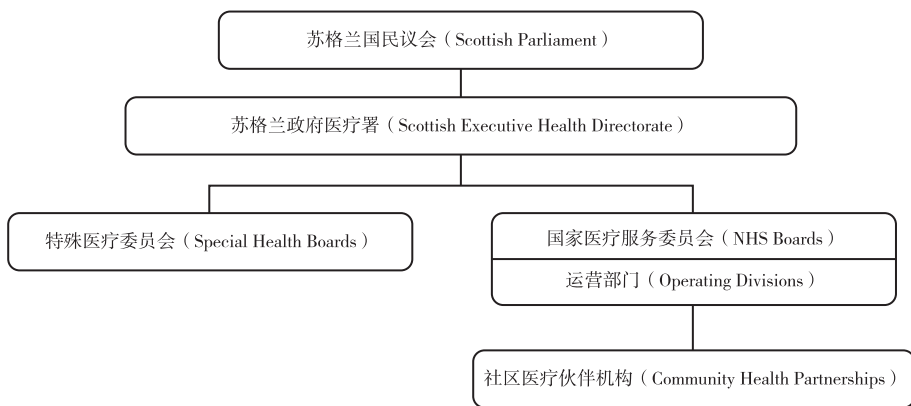 苏格兰国民议会（Scottish Parliament）
苏格兰政府医疗署（Scottish Executive Health Directorate）
特殊医疗委员会（Special Health Boards）
国家医疗服务委员会（NHS Boards）
运营部门（Operating Divisions）
社区医疗伙伴机构（Community Health Partnerships）